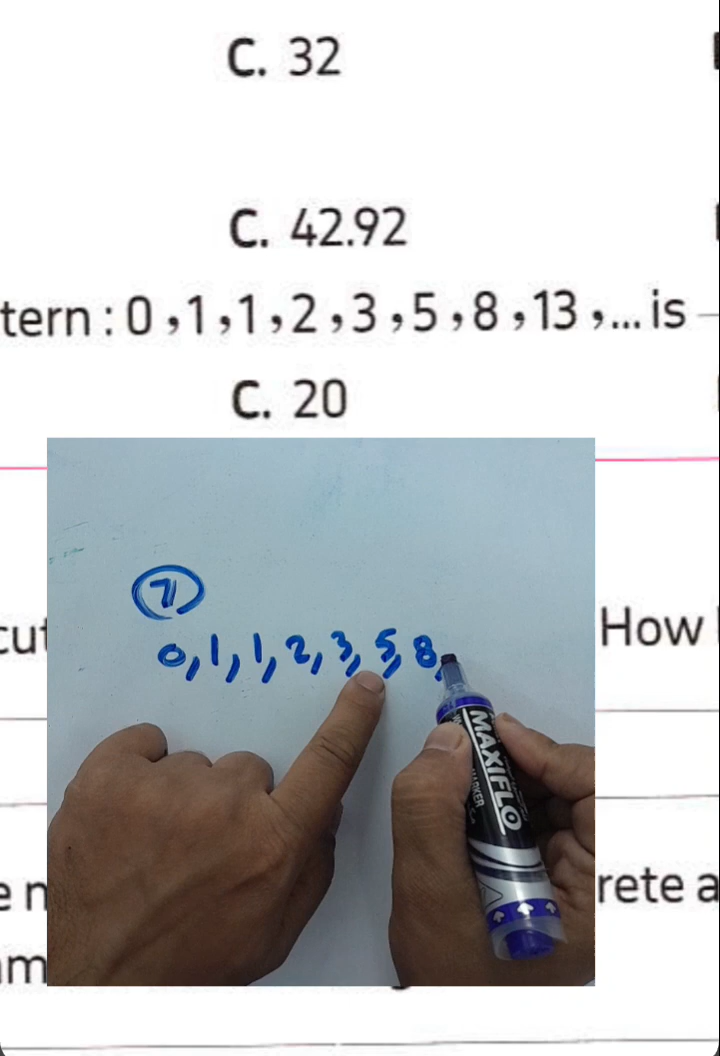 C. 32
C. 42.92
tern : 0 , 1 , 1 , 2 , 3 , 5 , 8 , 13 , ... is
C. 20
7
0, 1, 1, 2, 3, 5, 8,
How
MAXIFLO
rete a